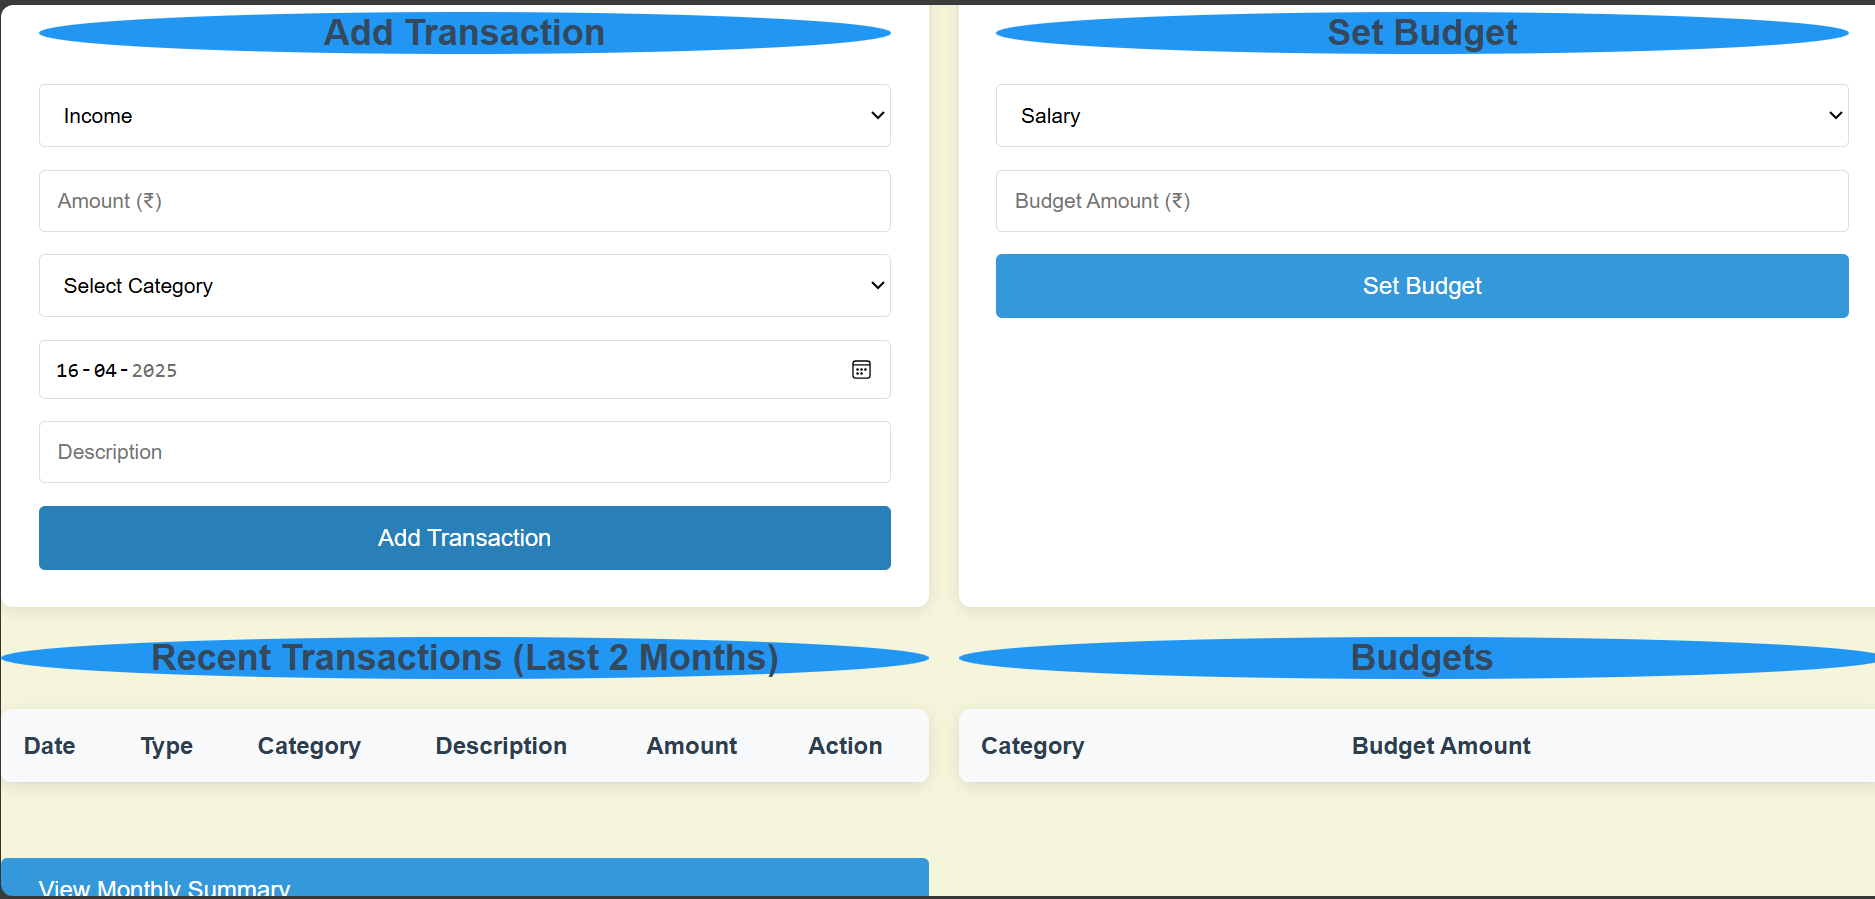 Add Transaction
Income
Amount (₹)
Select Category
16-04-2025
Description
Add Transaction
Set Budget
Salary
Budget Amount (₹)
Set Budget
Recent Transactions (Last 2 Months)
Date Type Category Description Amount Action
Budgets
Category Budget Amount
View Monthly Summary